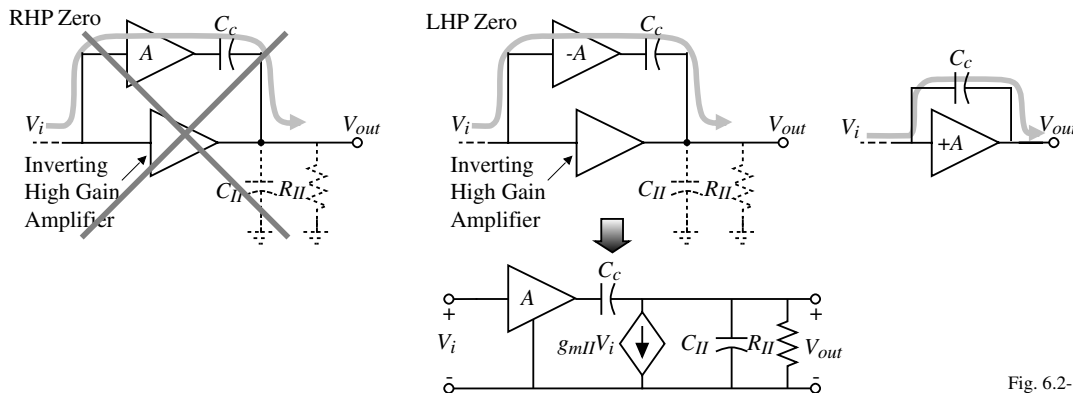 RHP Zero
A
C_c
V_i
V_out
Inverting
High Gain
Amplifier
C_II
R_II
LHP Zero
-A
C_c
V_i
V_out
Inverting
High Gain
Amplifier
C_II
R_II
C_c
V_i
+A
V_out
A
C_c
+
V_i
-
g_mII V_i
C_II
R_II
+
V_out
-
Fig. 6.2-